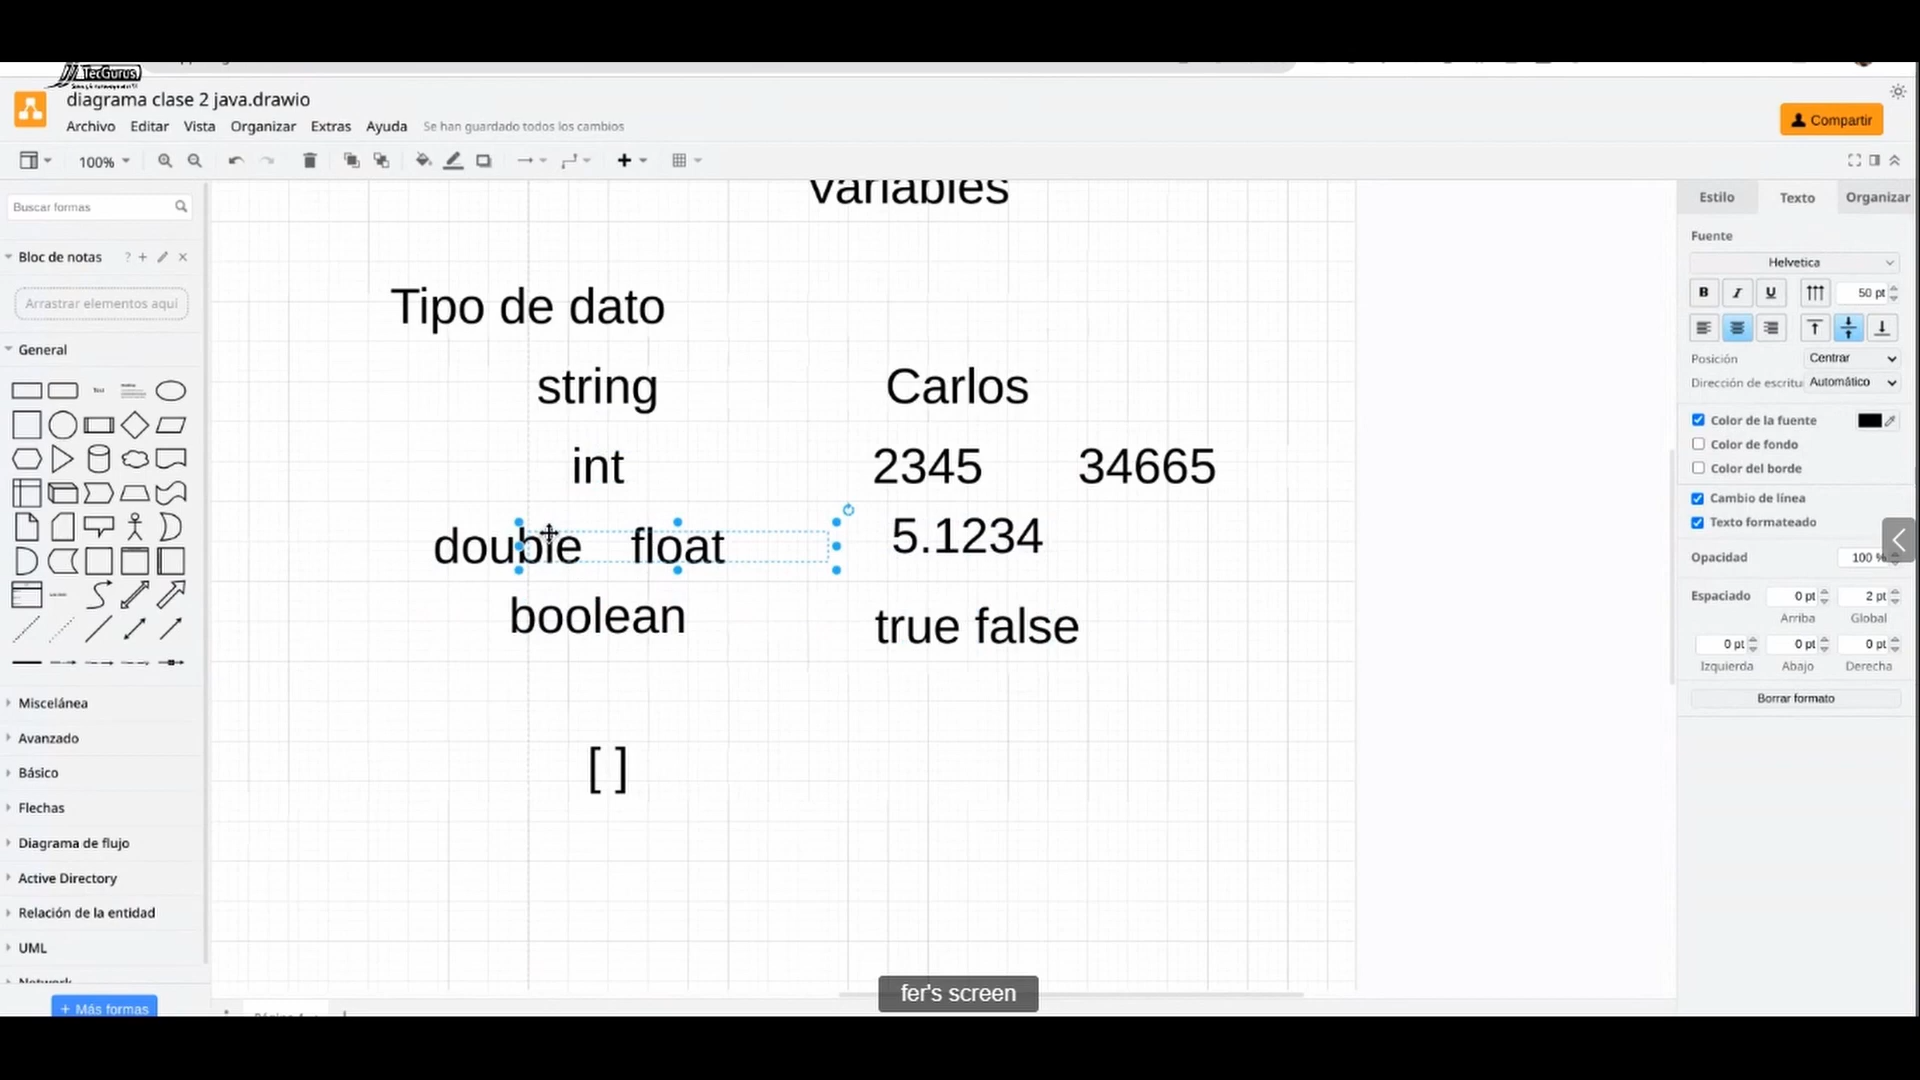 TecGurus
diagrama clase 2 java.drawio
Archivo Editar Vista Organizar Extras Ayuda Se han guardado todos los cambios
Compartir
100%
Buscar formas
Bloc de notas ? + ×
Arrastrar elementos aquí
General
Text
Misceláneа
Avanzado
Básico
Flechas
Diagrama de flujo
Active Directory
Relación de la entidad
UML
Network
+ Más formas
variables
Tipo de dato
string Carlos
int 2345 34665
double float 5.1234
boolean true false
[ ]
fer's screen
Estilo Texto Organizar
Fuente
Helvetica
B I U 50 pt
Posición Centrar
Dirección de escritu Automático
Color de la fuente
Color de fondo
Color del borde
Cambio de línea
Texto formateado
Opacidad 100 %
Espaciado 0 pt 2 pt
Arriba Global
0 pt 0 pt 0 pt
Izquierda Abajo Derecha
Borrar formato